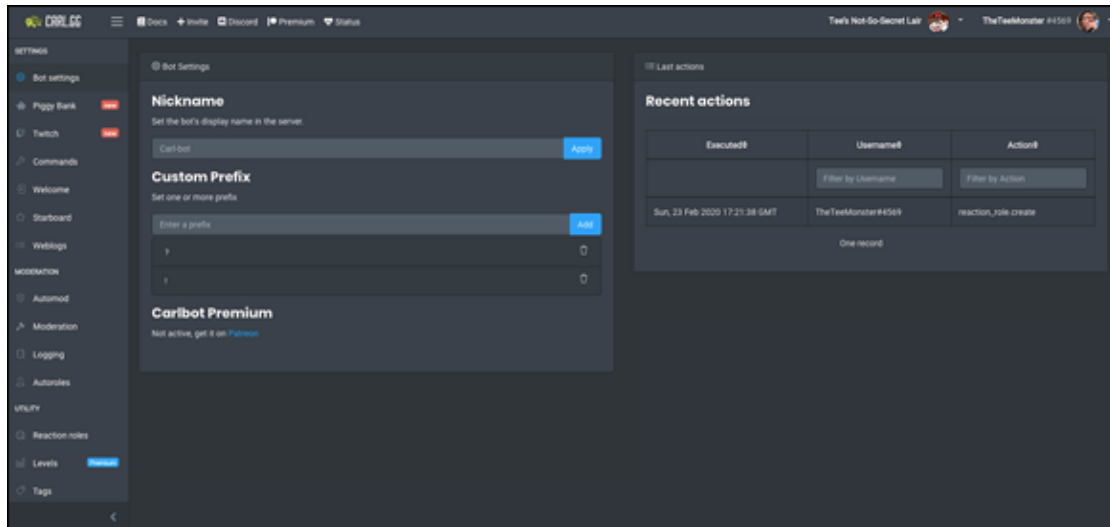 CARL.GG
Docs + Invite Discord Premium Status
Tee's Not-So-Secret Lair
TheTeeMonster #4569
SETTINGS
Bot settings
Piggy Bank new
Twitch new
Commands
Welcome
Starboard
Weblogs
MODERATION
Automod
Moderation
Logging
Autoroles
UTILITY
Reaction roles
Levels Premium
Tags
Bot Settings
Nickname
Set the bot's display name in the server.
Carl-bot Apply
Custom Prefix
Set one or more prefix
Enter a prefix Add
?
!
Carlbot Premium
Not active, get it on Patreon
Last actions
Recent actions
Executed Username Action
Filter by Username Filter by Action
Sun, 23 Feb 2020 17:21:38 GMT TheTeeMonster#4569 reaction_role.create
One record